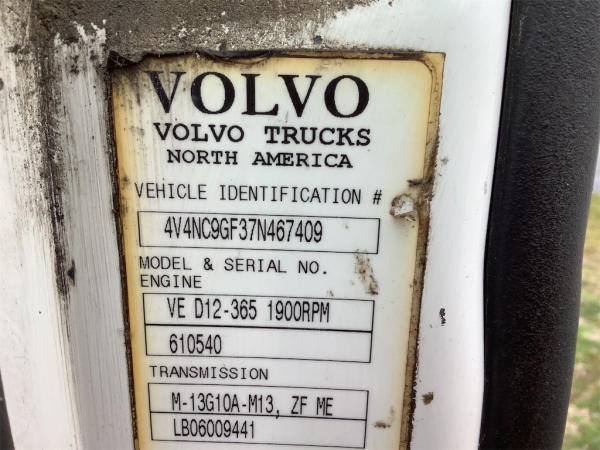 VOLVO
VOLVO TRUCKS
NORTH AMERICA
VEHICLE IDENTIFICATION #
4V4NC9GF37N467409
MODEL & SERIAL NO.
ENGINE
VE D12-365 1900RPM
610540
TRANSMISSION
M-13G10A-M13, ZF ME
LB06009441